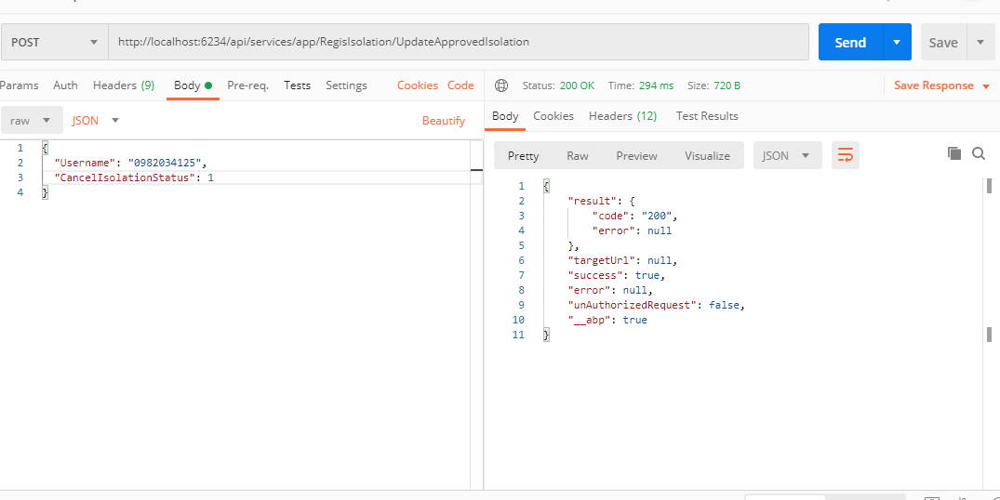 POST
http://localhost:6234/api/services/app/RegisIsolation/UpdateApprovedIsolation
Send
Save
Params Auth Headers (9) Body Pre-req. Tests Settings Cookies Code
Status: 200 OK Time: 294 ms Size: 720 B Save Response
raw JSON Beautify
Body Cookies Headers (12) Test Results
Pretty Raw Preview Visualize JSON
1 {
2 "Username": "0982034125",
3 "CancelIsolationStatus": 1
4 }
1 {
2 "result": {
3 "code": "200",
4 "error": null
5 },
6 "targetUrl": null,
7 "success": true,
8 "error": null,
9 "unAuthorizedRequest": false,
10 "__abp": true
11 }